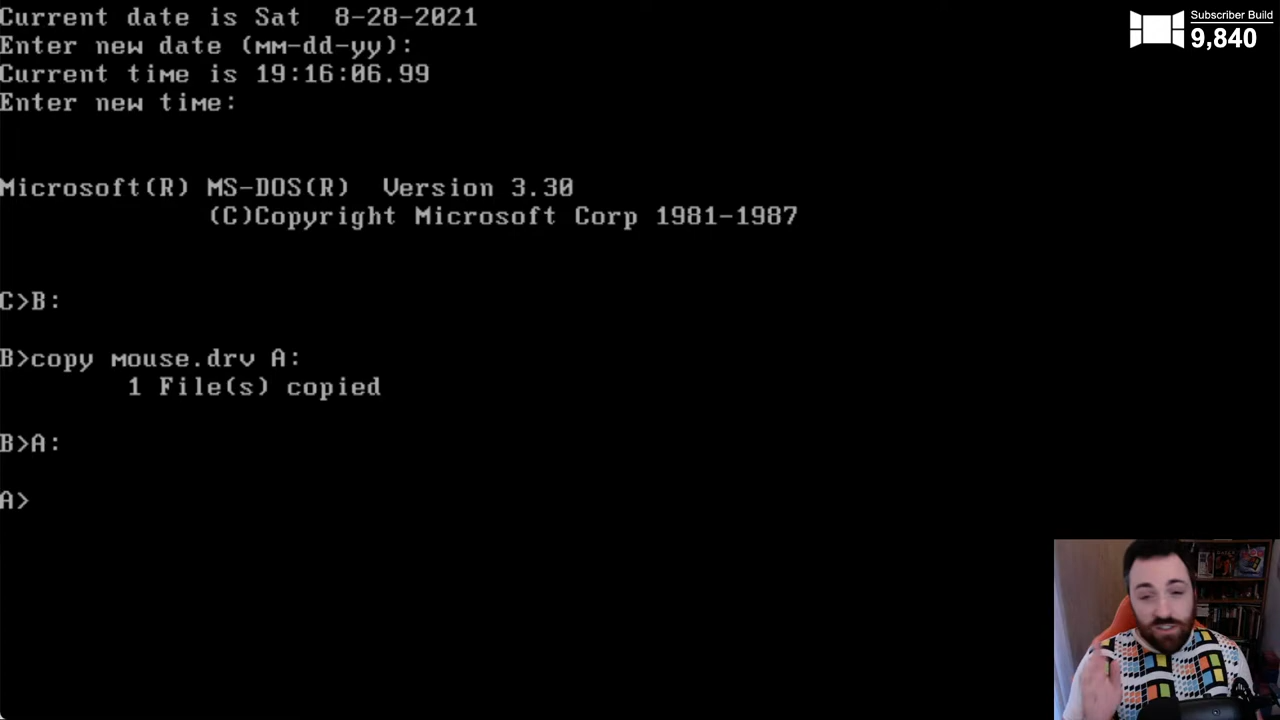 Current date is Sat  8-28-2021
Enter new date (mm-dd-yy):
Current time is 19:16:06.99
Enter new time:
Microsoft(R) MS-DOS(R)  Version 3.30
             (C)Copyright Microsoft Corp 1981-1987
C>B:
B>copy mouse.drv A:
        1 File(s) copied
B>A:
A>
Subscriber Build
9,840